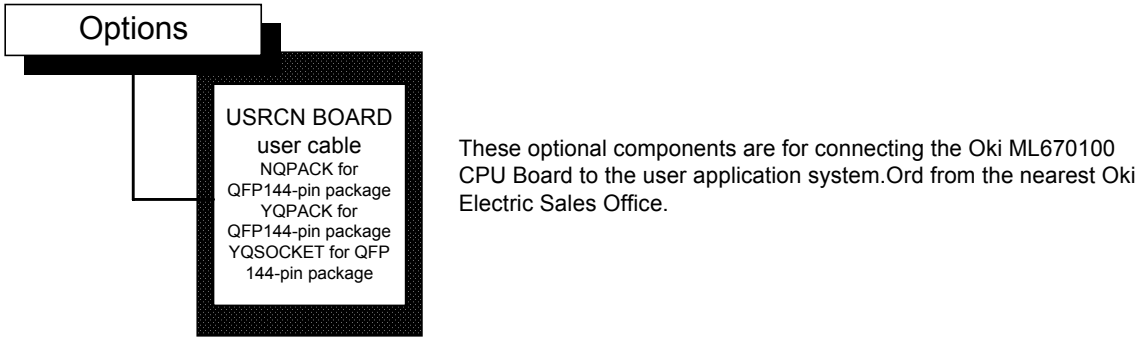 Options
USRCN BOARD
user cable
NQPACK for
QFP144-pin package
YQPACK for
QFP144-pin package
YQSOCKET for QFP
144-pin package
These optional components are for connecting the Oki ML670100
CPU Board to the user application system.Ord from the nearest Oki
Electric Sales Office.